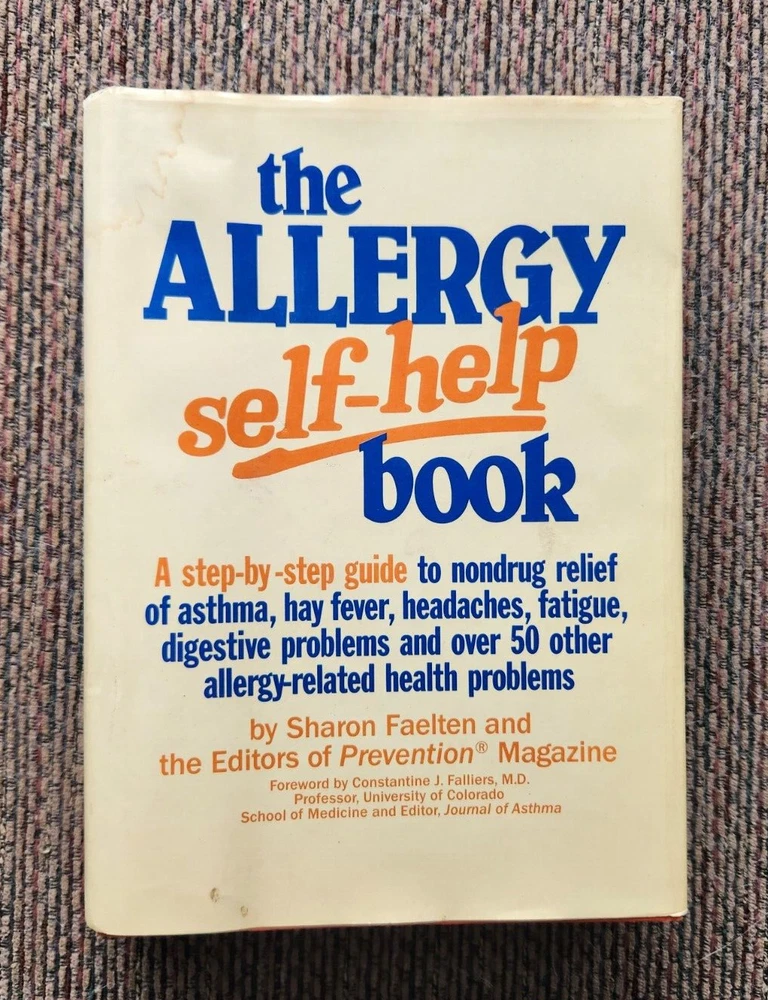 the
ALLERGY
self-help
book
A step-by-step guide to nondrug relief
of asthma, hay fever, headaches, fatigue,
digestive problems and over 50 other
allergy-related health problems
by Sharon Faelten and
the Editors of Prevention® Magazine
Foreword by Constantine J. Falliers, M.D.
Professor, University of Colorado
School of Medicine and Editor, Journal of Asthma